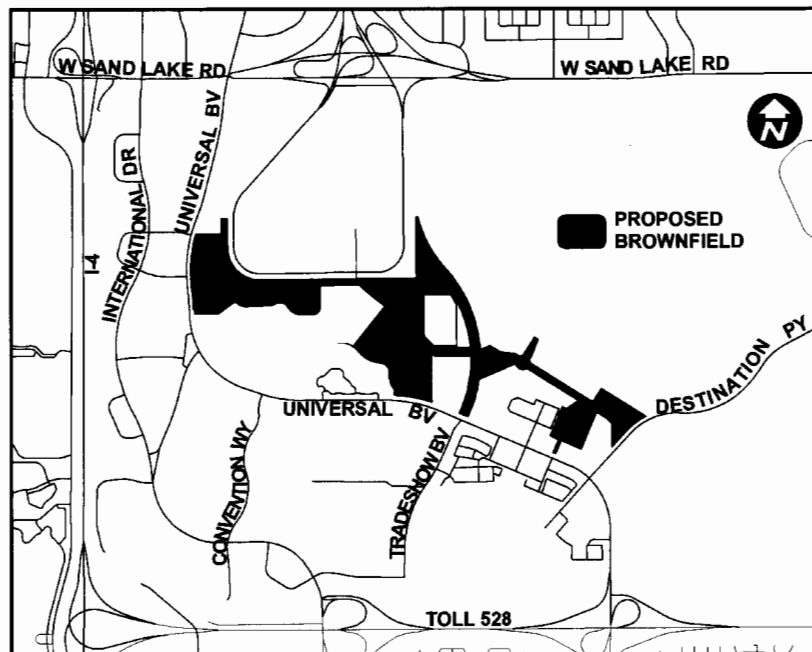 W SAND LAKE RD
W SAND LAKE RD
UNIVERSAL BV
N
INTERNATIONAL DR
PROPOSED
BROWNFIELD
I-4
DESTINATION PY
UNIVERSAL BV
CONVENTION WY
TRADESHOW BV
TOLL 528